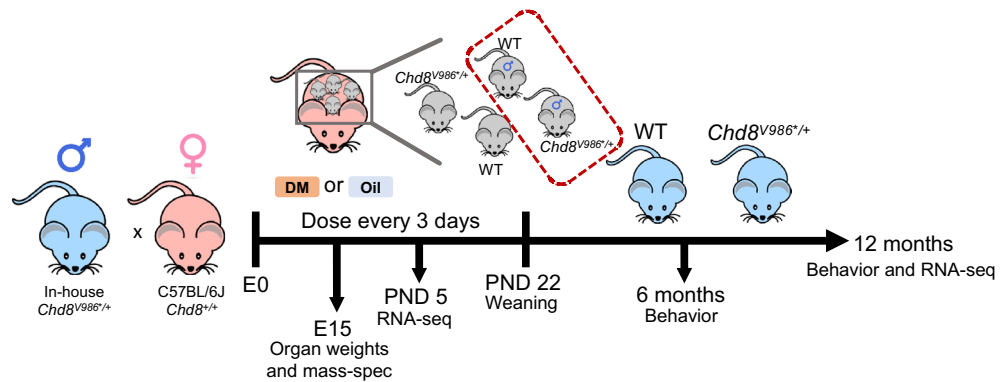 WT
Chd8V986*/+
Chd8V986*/+
WT
WT
Chd8V986*/+
DM or Oil
Dose every 3 days
x
In-house
Chd8V986*/+
C57BL/6J
Chd8+/+
E0
E15
Organ weights
and mass-spec
PND 5
RNA-seq
PND 22
Weaning
6 months
Behavior
12 months
Behavior and RNA-seq